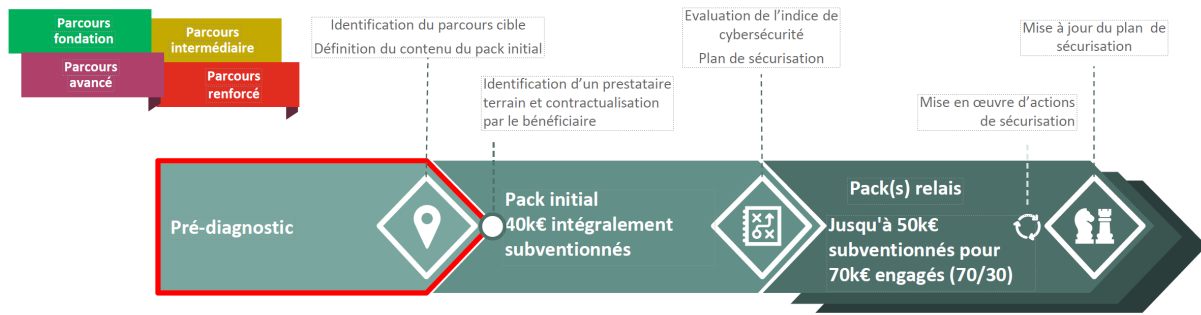 Parcours
fondation
Parcours
intermédiaire
Parcours
avancé
Parcours
renforcé
Identification du parcours cible
Définition du contenu du pack initial
Identification d'un prestataire
terrain et contractualisation
par le bénéficiaire
Evaluation de l'indice de
cybersécurité
Plan de sécurisation
Mise à jour du plan de
sécurisation
Mise en œuvre d'actions
de sécurisation
Pré-diagnostic
Pack initial
40k€ intégralement
subventionnés
Pack(s) relais
Jusqu'à 50k€
subventionnés pour
70k€ engagés (70/30)